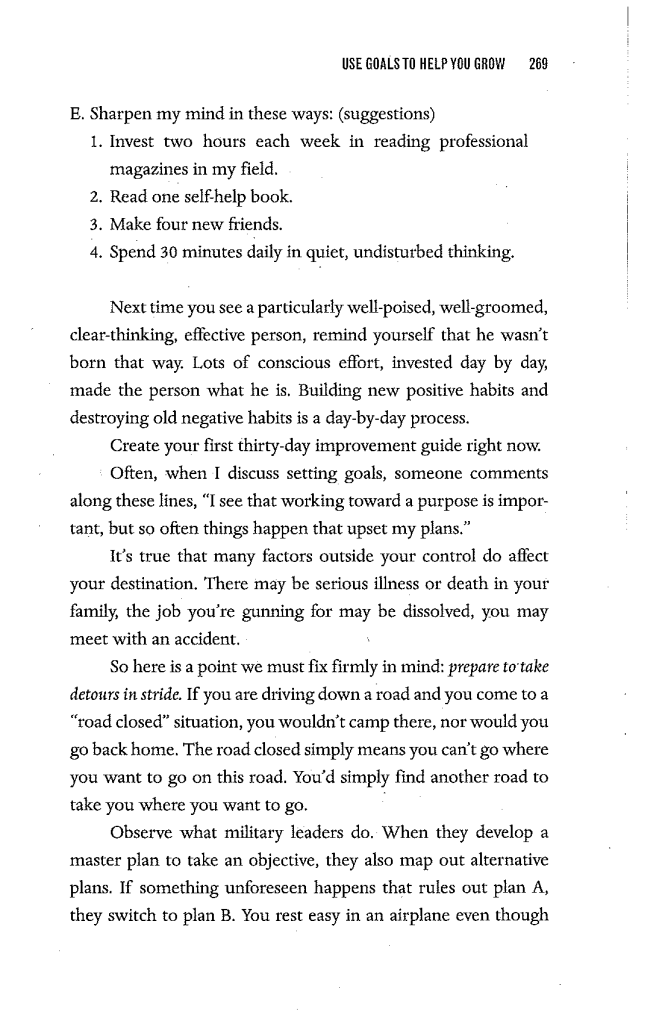 USE GOALS TO HELP YOU GROW 269
E. Sharpen my mind in these ways: (suggestions)
1. Invest two hours each week in reading professional
magazines in my field.
2. Read one self-help book.
3. Make four new friends.
4. Spend 30 minutes daily in quiet, undisturbed thinking.
Next time you see a particularly well-poised, well-groomed,
clear-thinking, effective person, remind yourself that he wasn't
born that way. Lots of conscious effort, invested day by day,
made the person what he is. Building new positive habits and
destroying old negative habits is a day-by-day process.
Create your first thirty-day improvement guide right now.
Often, when I discuss setting goals, someone comments
along these lines, "I see that working toward a purpose is impor-
tant, but so often things happen that upset my plans."
It's true that many factors outside your control do affect
your destination. There may be serious illness or death in your
family, the job you're gunning for may be dissolved, you may
meet with an accident.
So here is a point we must fix firmly in mind: prepare to take
detours in stride. If you are driving down a road and you come to a
"road closed" situation, you wouldn't camp there, nor would you
go back home. The road closed simply means you can't go where
you want to go on this road. You'd simply find another road to
take you where you want to go.
Observe what military leaders do. When they develop a
master plan to take an objective, they also map out alternative
plans. If something unforeseen happens that rules out plan A,
they switch to plan B. You rest easy in an airplane even though